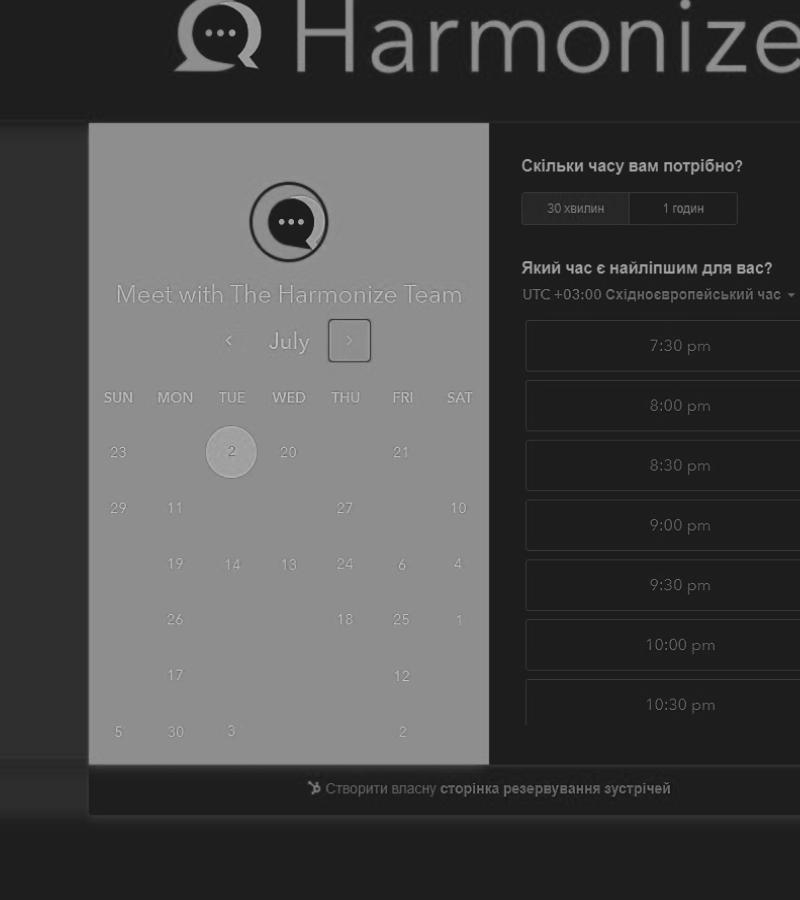 Harmonize
Meet with The Harmonize Team
July
SUN MON TUE WED THU FRI SAT
23 2 20 21
29 11 27 10
19 14 13 24 6 4
26 18 25 1
17 12
5 30 3 2
Скільки часу вам потрібно?
30 хвилин 1 годин
Який час є найліпшим для вас?
UTC +03:00 Східноєвропейський час
7:30 pm
8:00 pm
8:30 pm
9:00 pm
9:30 pm
10:00 pm
10:30 pm
Створити власну сторінка резервування зустрічей